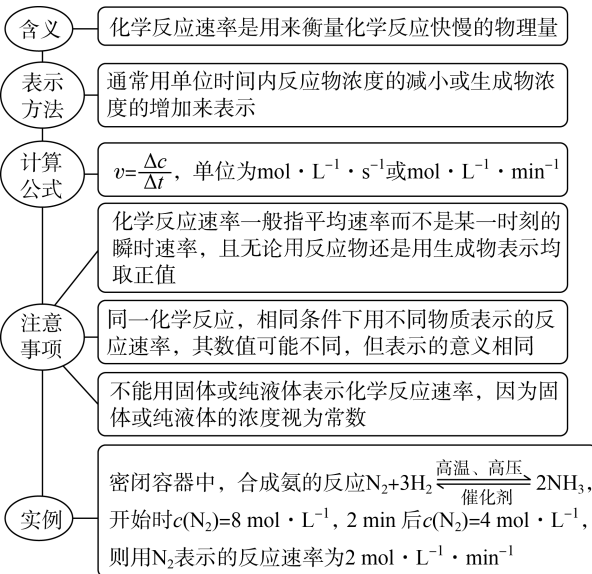 含义
化学反应速率是用来衡量化学反应快慢的物理量
表示
方法
通常用单位时间内反应物浓度的减小或生成物浓
度的增加来表示
计算
公式
v=Δc/Δt，单位为mol·L⁻¹·s⁻¹或mol·L⁻¹·min⁻¹
注意
事项
化学反应速率一般指平均速率而不是某一时刻的
瞬时速率，且无论用反应物还是用生成物表示均
取正值
同一化学反应，相同条件下用不同物质表示的反
应速率，其数值可能不同，但表示的意义相同
不能用固体或纯液体表示化学反应速率，因为固
体或纯液体的浓度视为常数
实例
密闭容器中，合成氨的反应N₂+3H₂ 高温、高压⇌催化剂 2NH₃，
开始时c(N₂)=8 mol·L⁻¹，2 min 后c(N₂)=4 mol·L⁻¹，
则用N₂表示的反应速率为2 mol·L⁻¹·min⁻¹